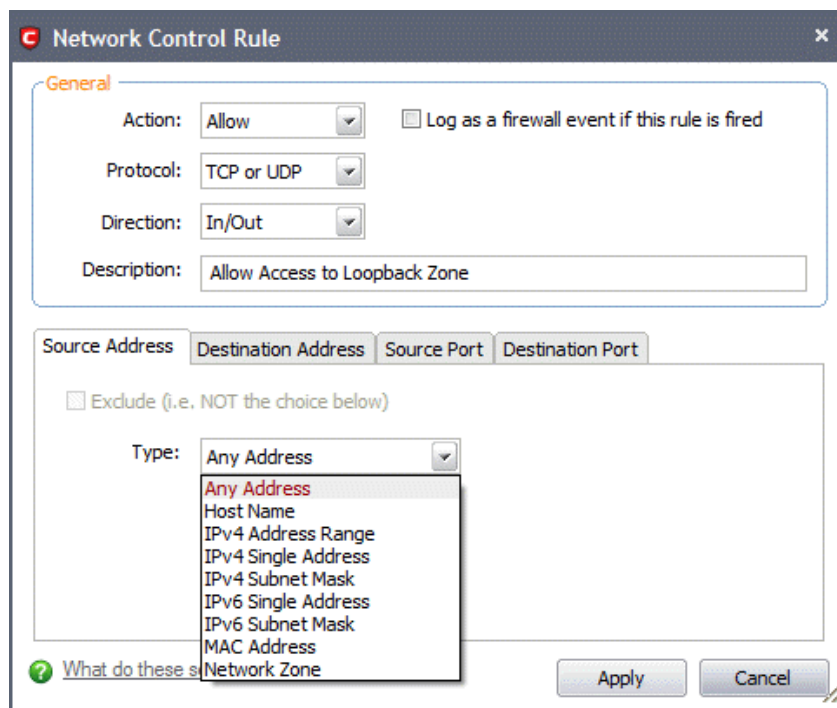 Network Control Rule
General
Action: Allow Log as a firewall event if this rule is fired
Protocol: TCP or UDP
Direction: In/Out
Description: Allow Access to Loopback Zone
Source Address Destination Address Source Port Destination Port
Exclude (i.e. NOT the choice below)
Type: Any Address
Any Address
Host Name
IPv4 Address Range
IPv4 Single Address
IPv4 Subnet Mask
IPv6 Single Address
IPv6 Subnet Mask
MAC Address
Network Zone
What do these Apply Cancel